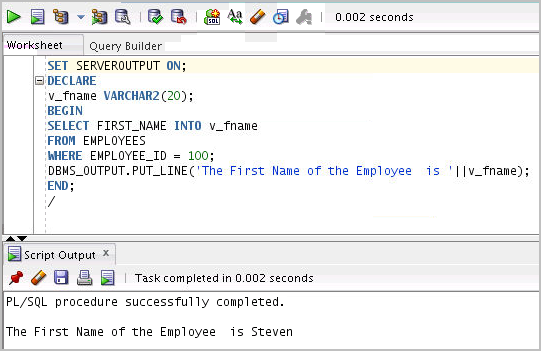 0.002 seconds
Worksheet Query Builder
SET SERVEROUTPUT ON;
DECLARE
v_fname VARCHAR2(20);
BEGIN
SELECT FIRST_NAME INTO v_fname
FROM EMPLOYEES
WHERE EMPLOYEE_ID = 100;
DBMS_OUTPUT.PUT_LINE('The First Name of the Employee  is '||v_fname);
END;
/
Script Output x
Task completed in 0.002 seconds
PL/SQL procedure successfully completed.
The First Name of the Employee  is Steven